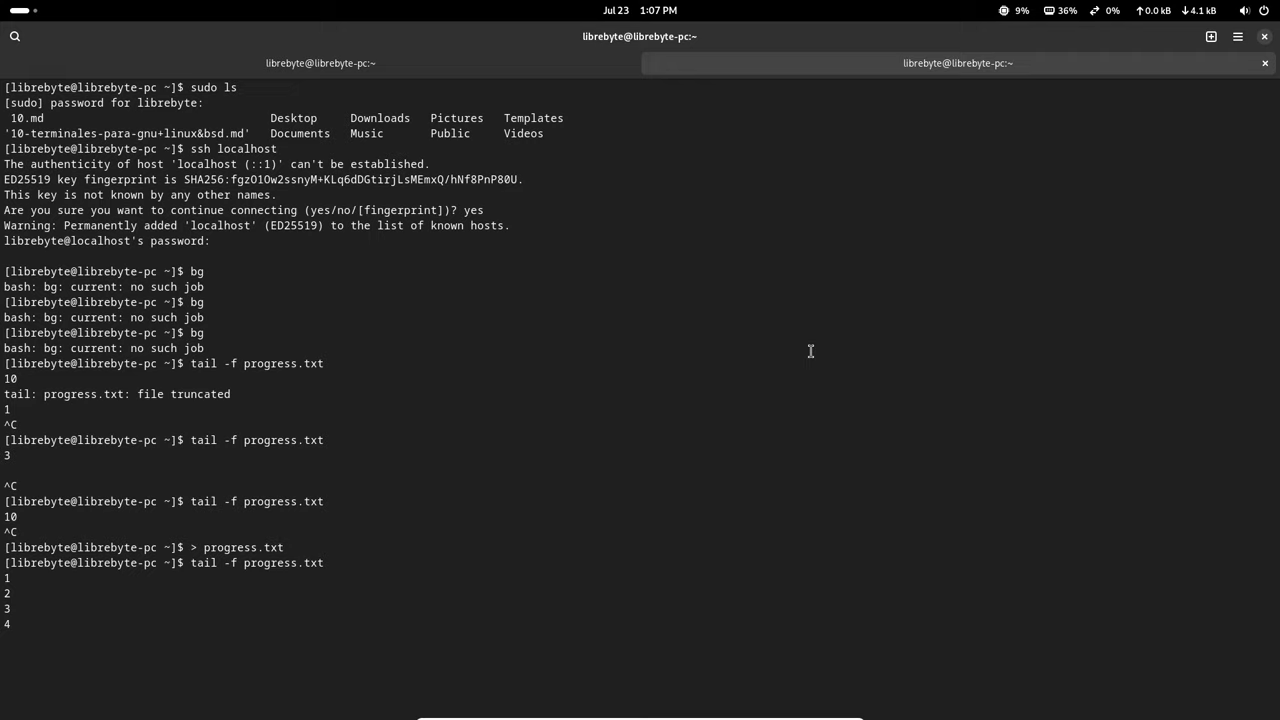 Jul 23 1:07 PM 9% 36% 0% 0.0 kB 4.1 kB
librebyte@librebyte-pc:~
librebyte@librebyte-pc:~ librebyte@librebyte-pc:~
[librebyte@librebyte-pc ~]$ sudo ls
[sudo] password for librebyte:
10.md Desktop Downloads Pictures Templates
'10-terminales-para-gnu+linux&bsd.md' Documents Music Public Videos
[librebyte@librebyte-pc ~]$ ssh localhost
The authenticity of host 'localhost (::1)' can't be established.
ED25519 key fingerprint is SHA256:fgzO1Ow2ssnyM+KLq6dDGtirjLsMEmxQ/hNf8PnP80U.
This key is not known by any other names.
Are you sure you want to continue connecting (yes/no/[fingerprint])? yes
Warning: Permanently added 'localhost' (ED25519) to the list of known hosts.
librebyte@localhost's password:
[librebyte@librebyte-pc ~]$ bg
bash: bg: current: no such job
[librebyte@librebyte-pc ~]$ bg
bash: bg: current: no such job
[librebyte@librebyte-pc ~]$ bg
bash: bg: current: no such job
[librebyte@librebyte-pc ~]$ tail -f progress.txt
10
tail: progress.txt: file truncated
1
^C
[librebyte@librebyte-pc ~]$ tail -f progress.txt
3
^C
[librebyte@librebyte-pc ~]$ tail -f progress.txt
10
^C
[librebyte@librebyte-pc ~]$ > progress.txt
[librebyte@librebyte-pc ~]$ tail -f progress.txt
1
2
3
4